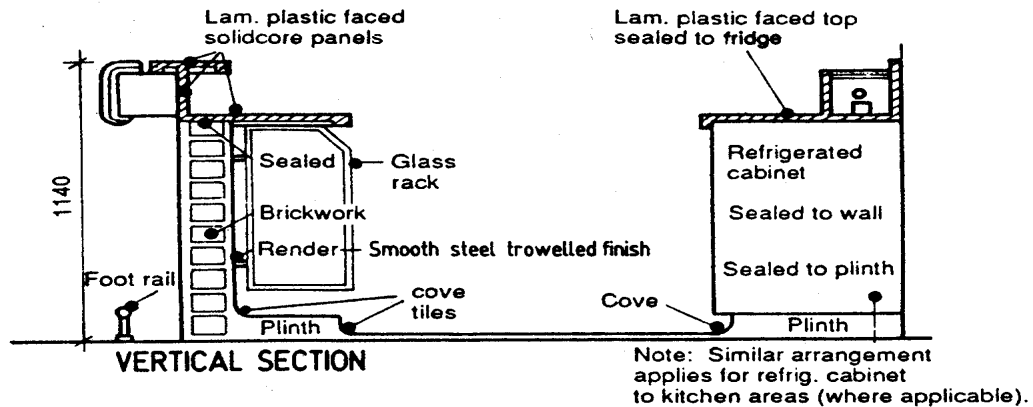 Lam. plastic faced
solidcore panels
Lam. plastic faced top
sealed to fridge
1140
Sealed
Glass
rack
Refrigerated
cabinet
Brickwork
Sealed to wall
Render Smooth steel trowelled finish
Foot rail
Sealed to plinth
cove
tiles
Cove
Plinth
Plinth
VERTICAL SECTION
Note: Similar arrangement
applies for refrig. cabinet
to kitchen areas (where applicable).